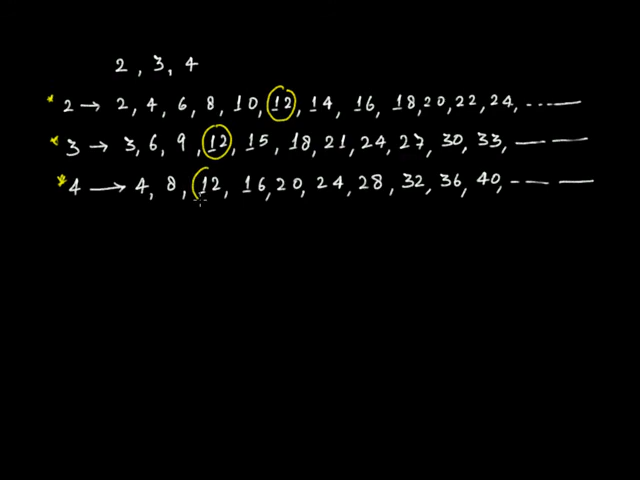 2, 3, 4
* 2 → 2, 4, 6, 8, 10, 12, 14, 16, 18, 20, 22, 24, ---- —
* 3 → 3, 6, 9, 12, 15, 18, 21, 24, 27, 30, 33, — —
* 4 → 4, 8, 12, 16, 20, 24, 28, 32, 36, 40, --- —